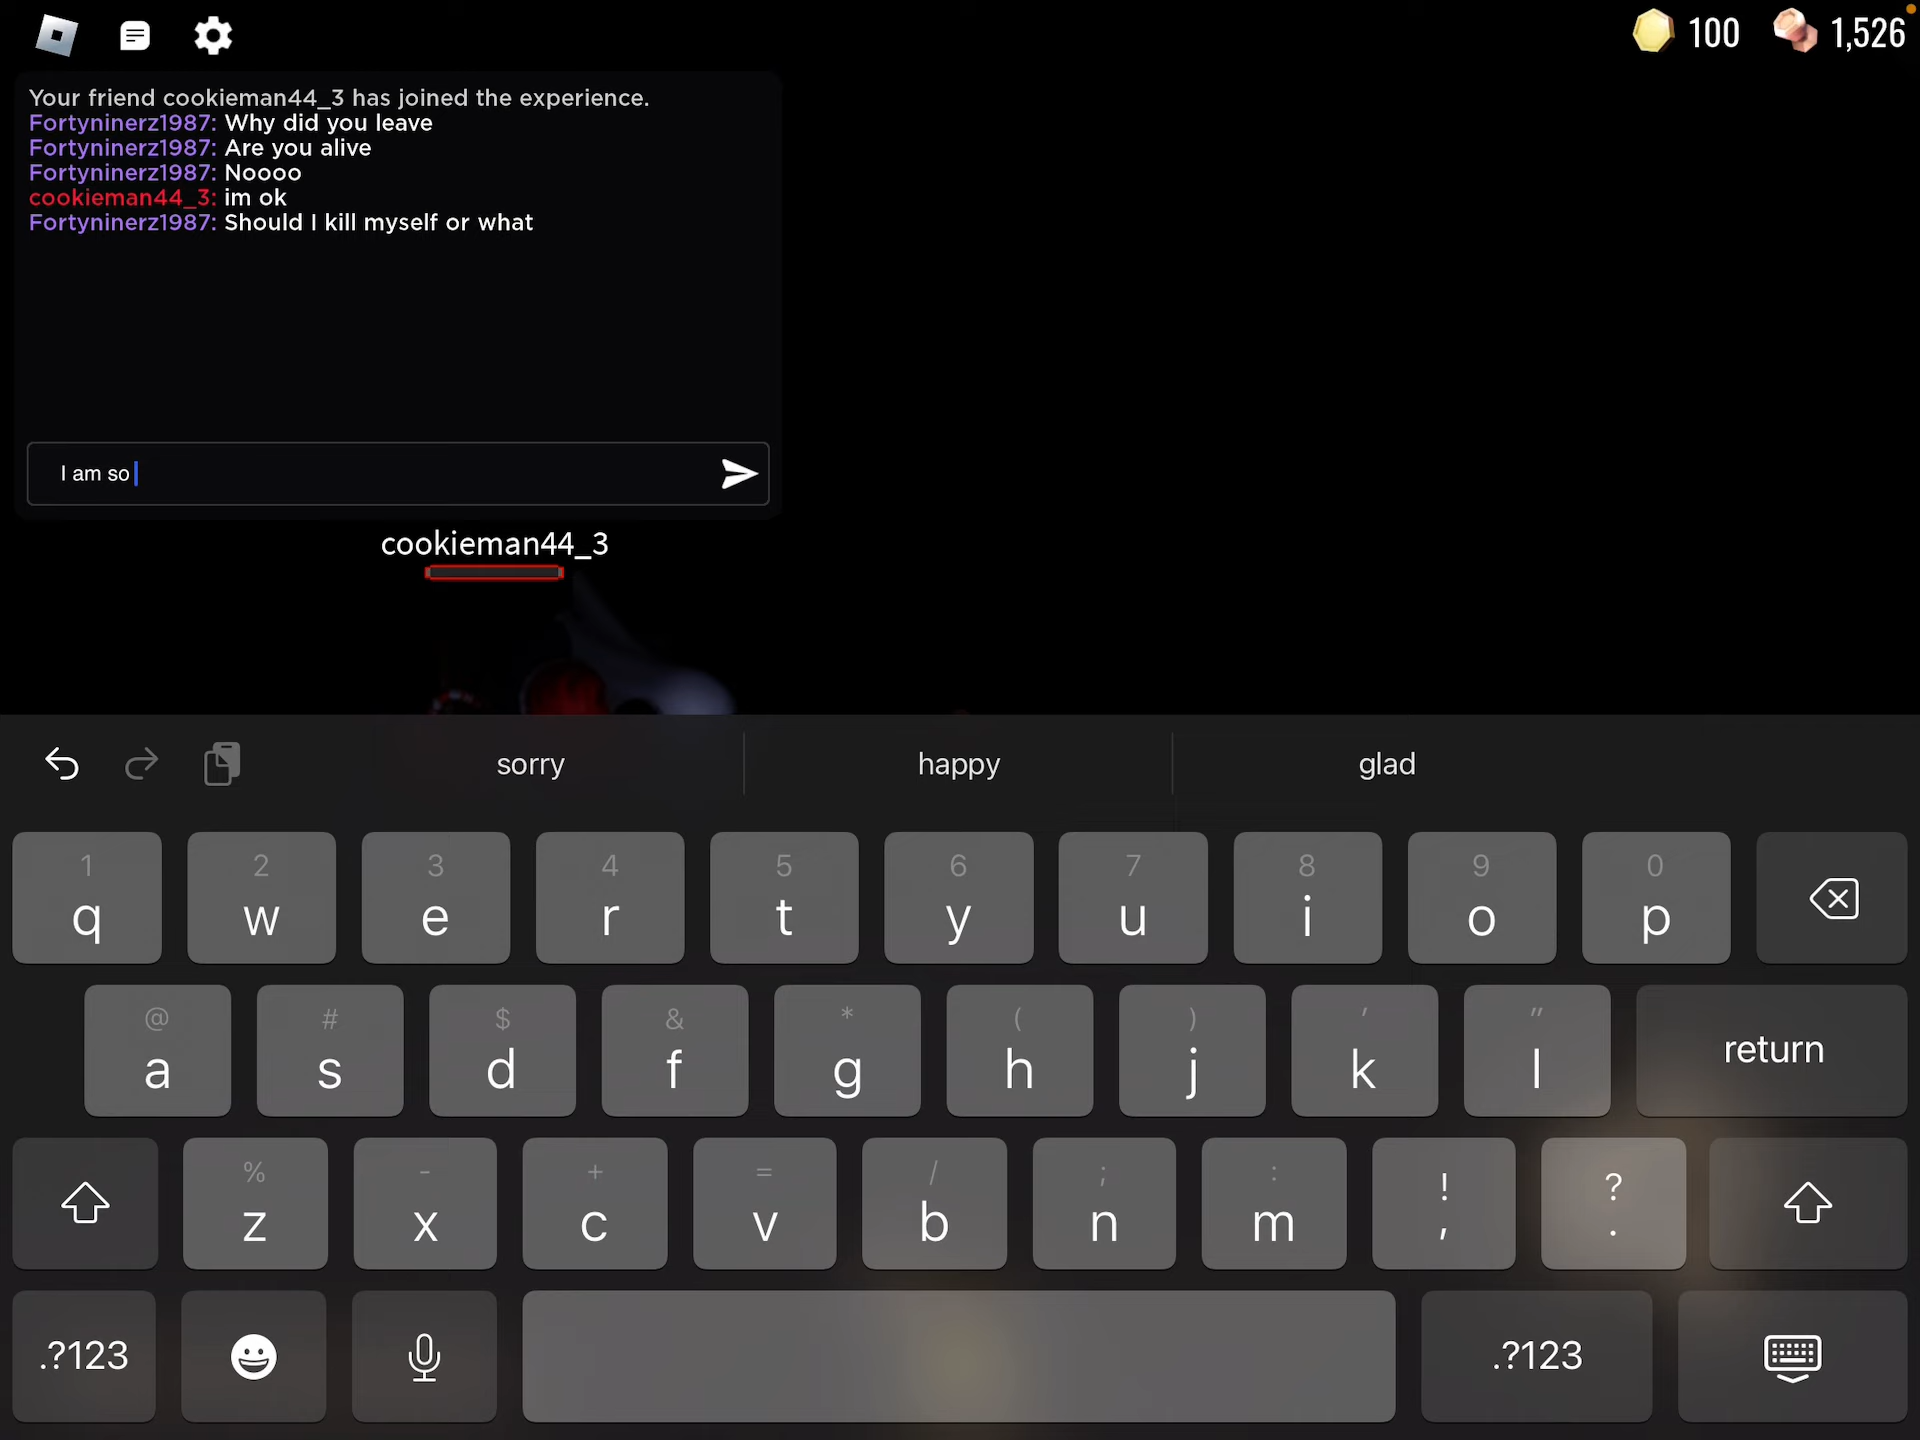 100 1,526
Your friend cookieman44_3 has joined the experience.
Fortyninerz1987: Why did you leave
Fortyninerz1987: Are you alive
Fortyninerz1987: Noooo
cookieman44_3: im ok
Fortyninerz1987: Should I kill myself or what
I am so
cookieman44_3
sorry happy glad
1 2 3 4 5 6 7 8 9 0
q w e r t y u i o p
@ # $ & * ( ) ' "
a s d f g h j k l return
% - + = / ; : ! ?
z x c v b n m , .
.?123 .?123